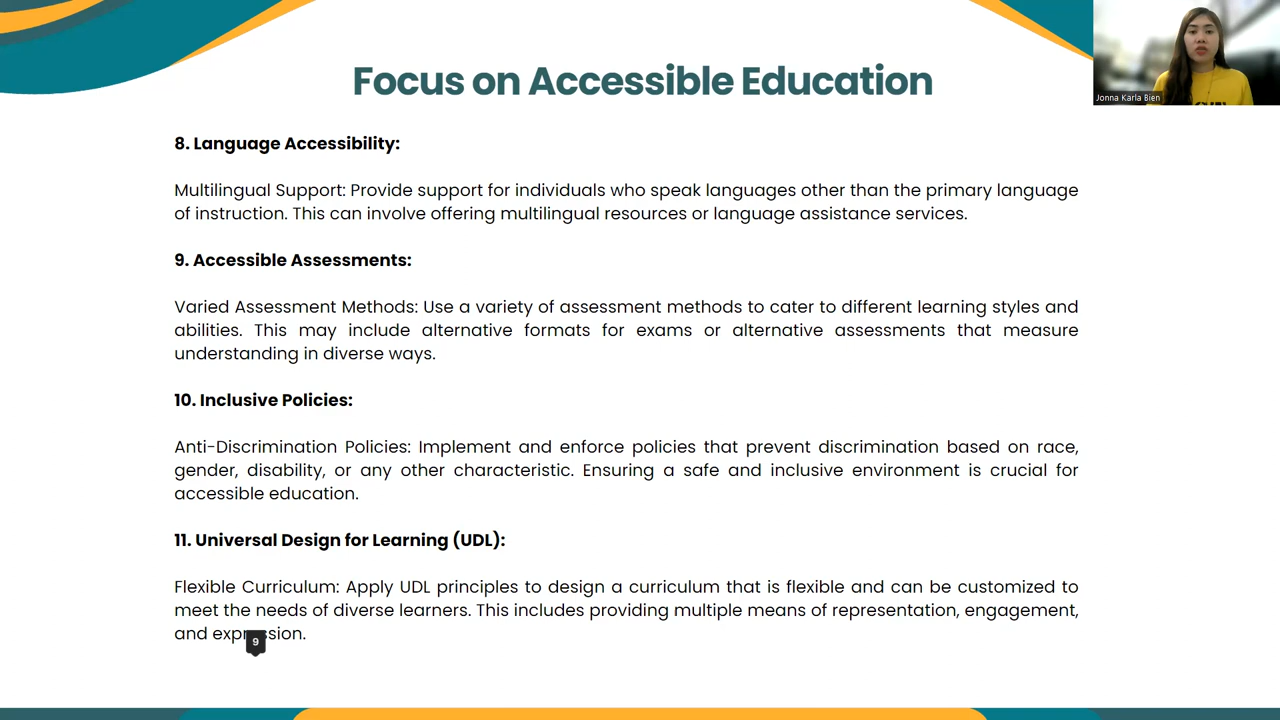 Focus on Accessible Education
Jonna Karla Bien
8. Language Accessibility:
Multilingual Support: Provide support for individuals who speak languages other than the primary language
of instruction. This can involve offering multilingual resources or language assistance services.
9. Accessible Assessments:
Varied Assessment Methods: Use a variety of assessment methods to cater to different learning styles and
abilities. This may include alternative formats for exams or alternative assessments that measure
understanding in diverse ways.
10. Inclusive Policies:
Anti-Discrimination Policies: Implement and enforce policies that prevent discrimination based on race,
gender, disability, or any other characteristic. Ensuring a safe and inclusive environment is crucial for
accessible education.
11. Universal Design for Learning (UDL):
Flexible Curriculum: Apply UDL principles to design a curriculum that is flexible and can be customized to
meet the needs of diverse learners. This includes providing multiple means of representation, engagement,
and expression.
9